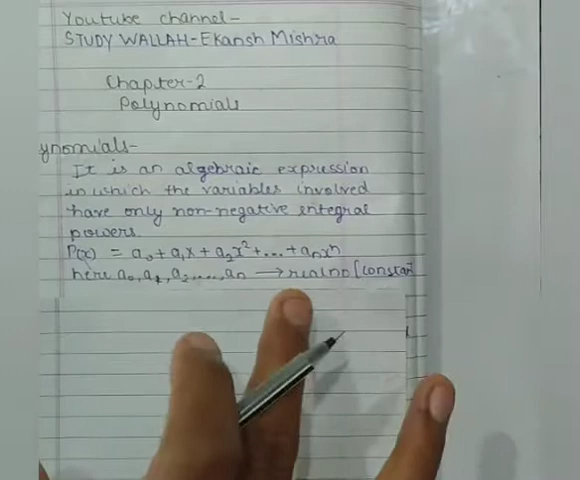 Youtube channel-
STUDY WALLAH-Ekansh Mishra
Chapter-2
Polynomials
ynomials-
It is an algebraic expression
in which the variables involved
have only non-negative integral
powers.
P(x) = a₀+a₁x+a₂x²+...+aₙxⁿ
here a₀,a₁,a₂....,aₙ → real no [constan